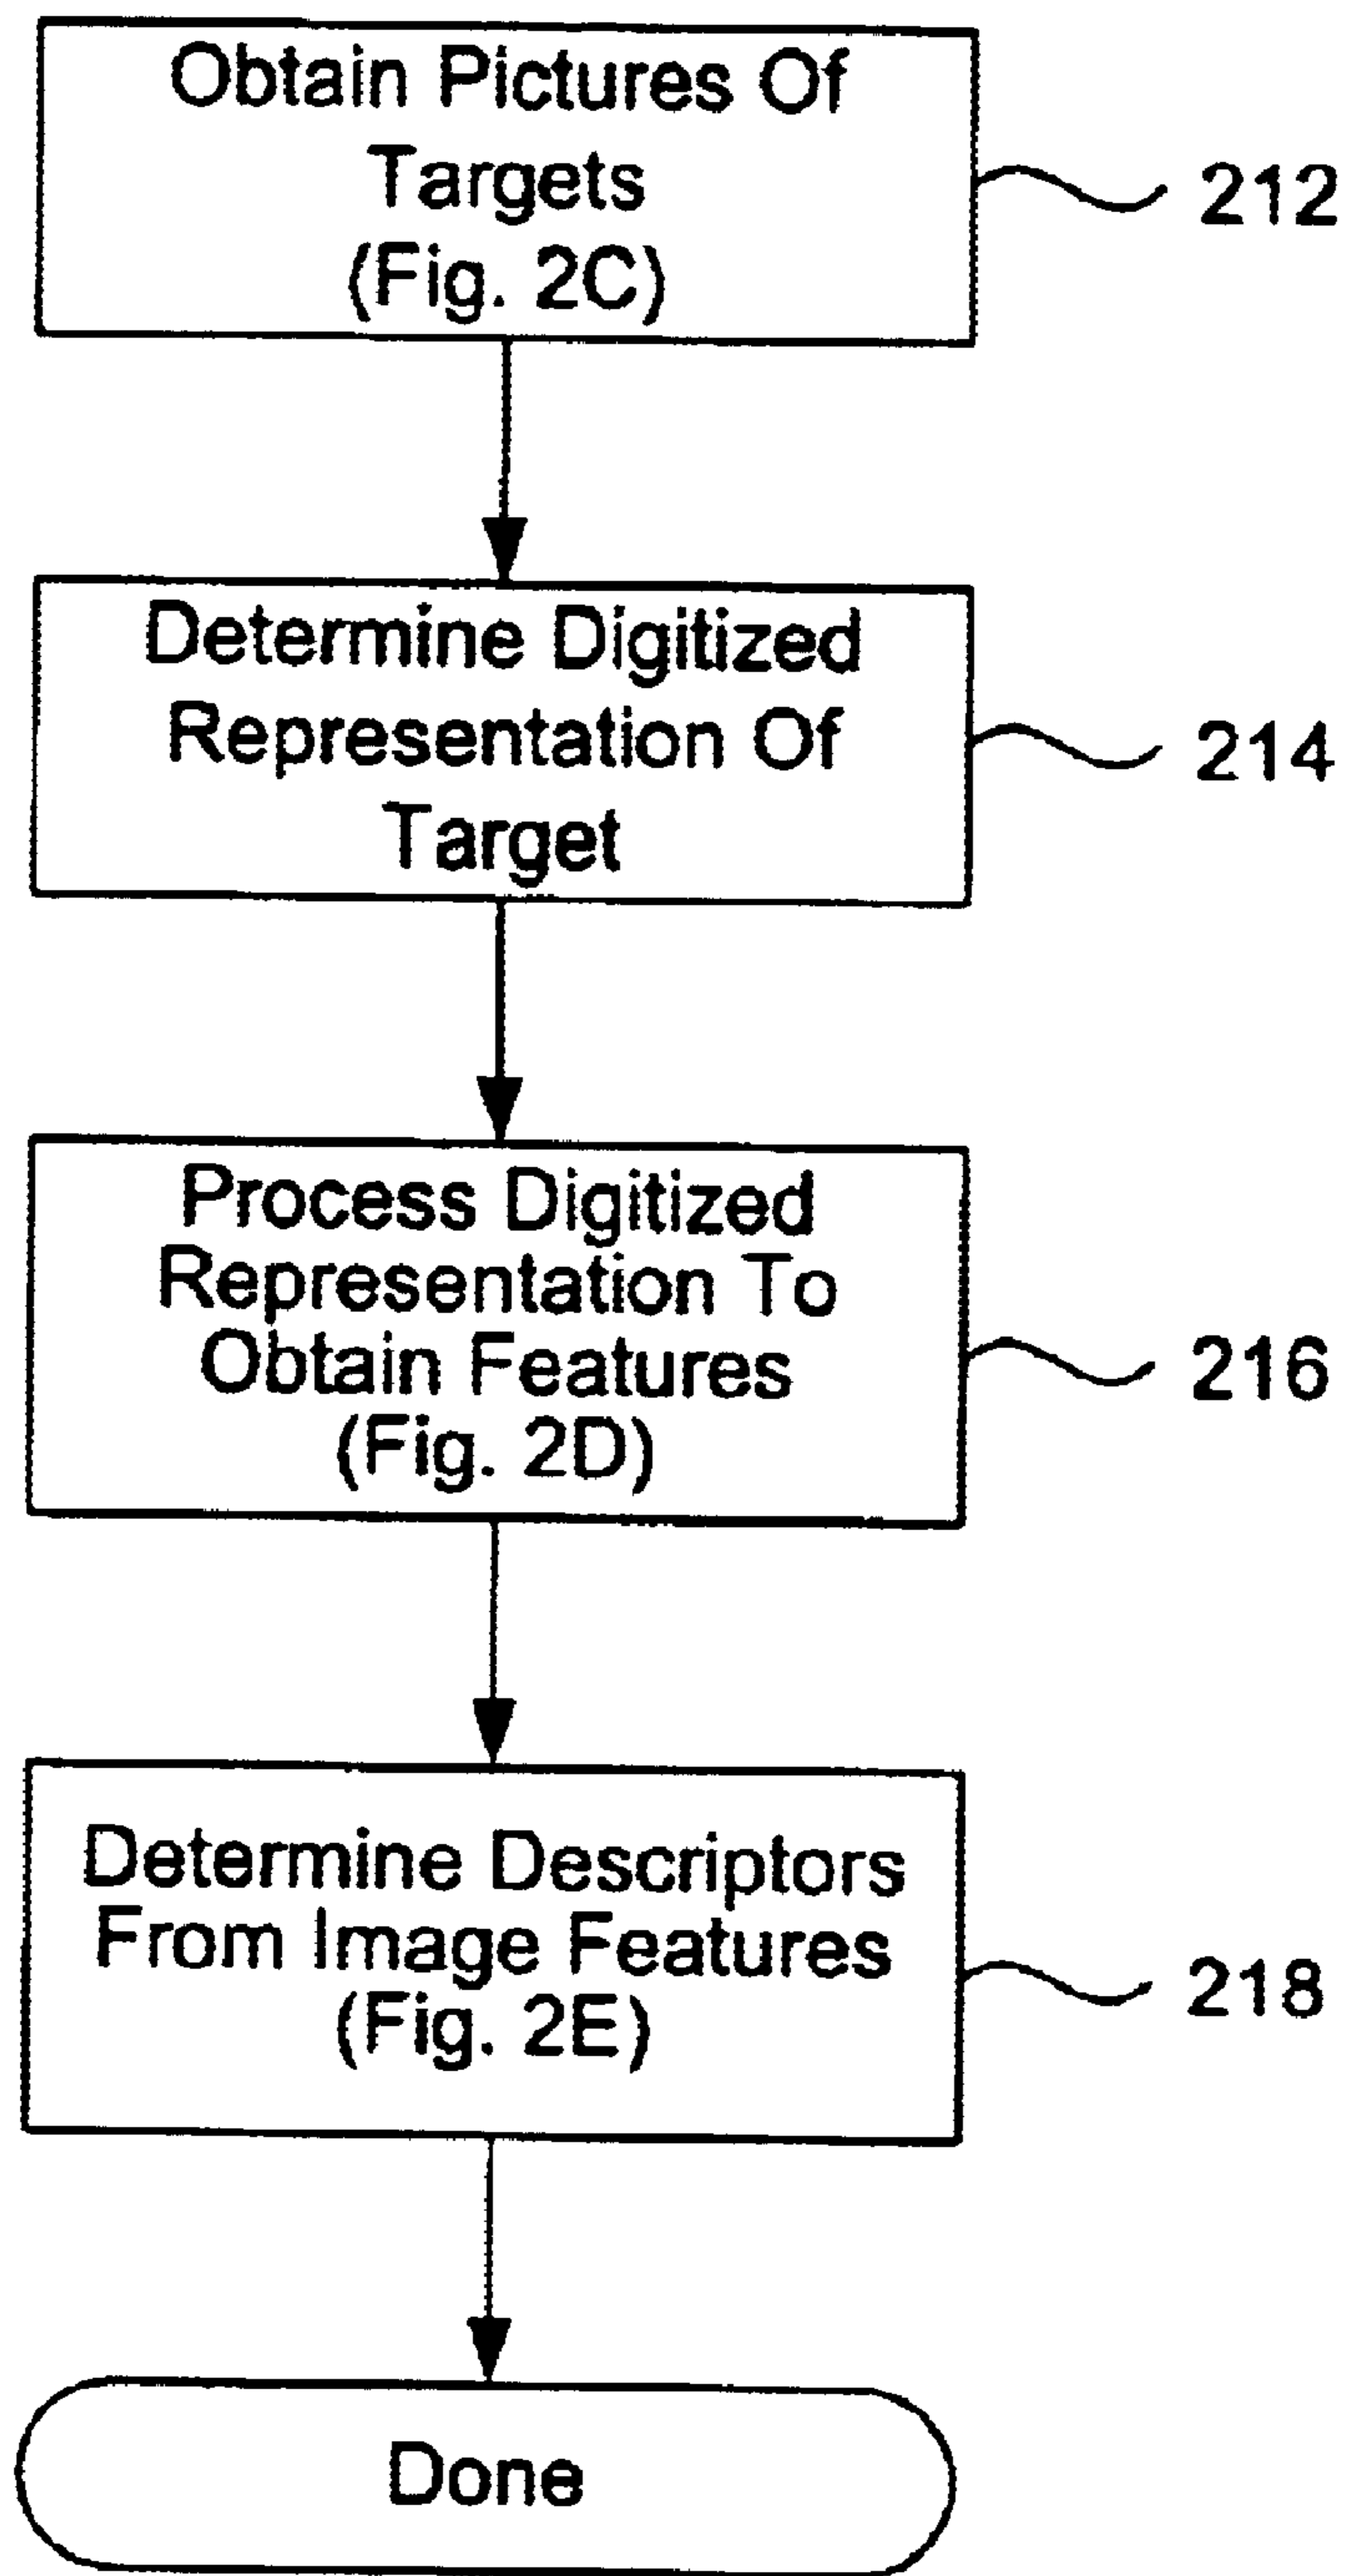 Obtain Pictures Of
Targets
(Fig. 2C)
212
Determine Digitized
Representation Of
Target
214
Process Digitized
Representation To
Obtain Features
(Fig. 2D)
216
Determine Descriptors
From Image Features
(Fig. 2E)
218
Done